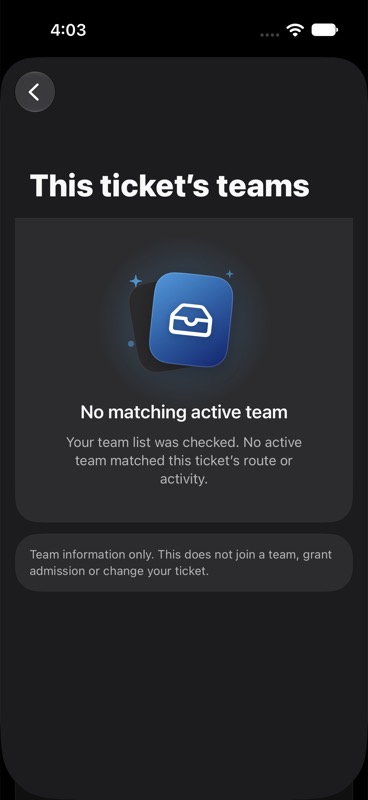 4:03
This ticket’s teams
No matching active team
Your team list was checked. No active
team matched this ticket’s route or
activity.
Team information only. This does not join a team, grant
admission or change your ticket.